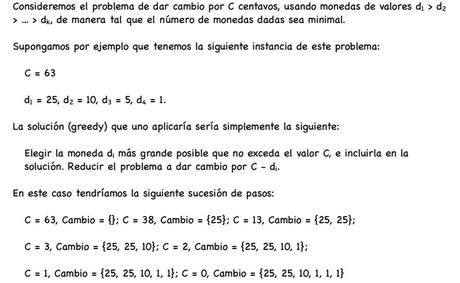 Consideremos el problema de dar cambio por C centavos, usando monedas de valores d₁ > d₂
> ... > dₖ, de manera tal que el número de monedas dadas sea minimal.
Supongamos por ejemplo que tenemos la siguiente instancia de este problema:
C = 63
d₁ = 25, d₂ = 10, d₃ = 5, d₄ = 1.
La solución (greedy) que uno aplicaría sería simplemente la siguiente:
Elegir la moneda dᵢ más grande posible que no exceda el valor C, e incluirla en la
solución. Reducir el problema a dar cambio por C - dᵢ.
En este caso tendríamos la siguiente sucesión de pasos:
C = 63, Cambio = {}; C = 38, Cambio = {25}; C = 13, Cambio = {25, 25};
C = 3, Cambio = {25, 25, 10}; C = 2, Cambio = {25, 25, 10, 1};
C = 1, Cambio = {25, 25, 10, 1, 1}; C = 0, Cambio = {25, 25, 10, 1, 1, 1}